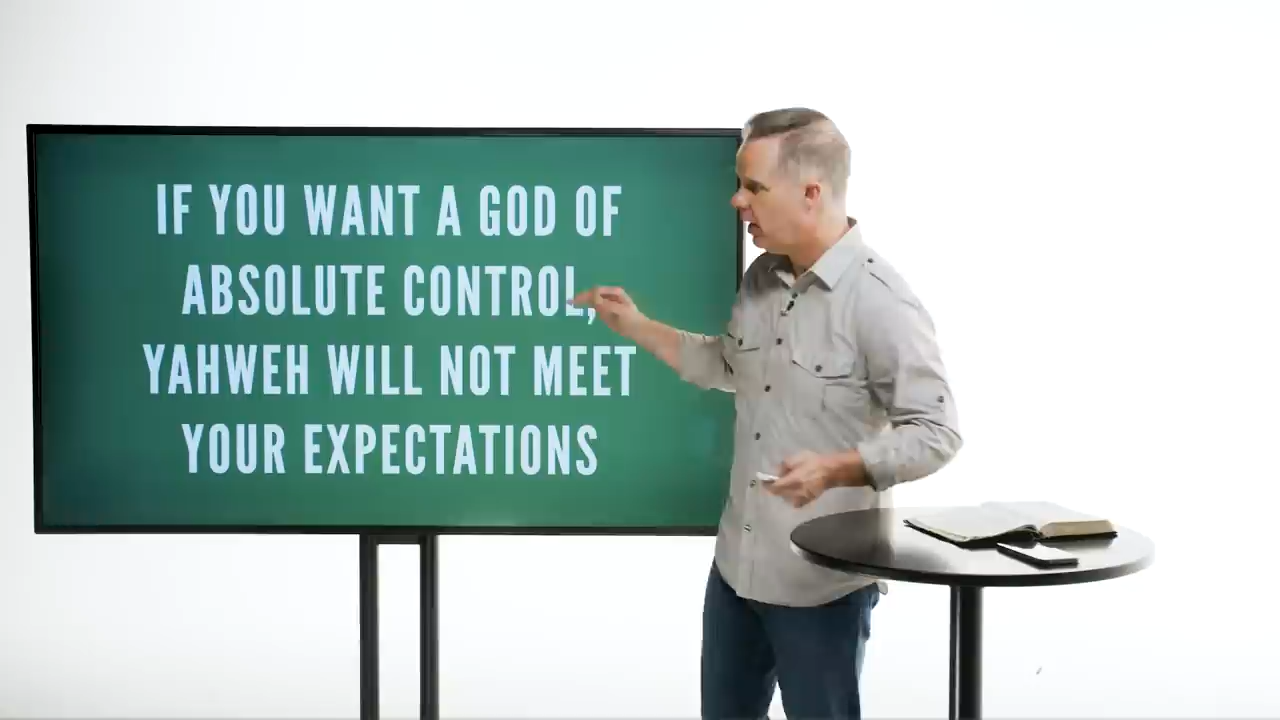 IF YOU WANT A GOD OF
ABSOLUTE CONTROL,
YAHWEH WILL NOT MEET
YOUR EXPECTATIONS